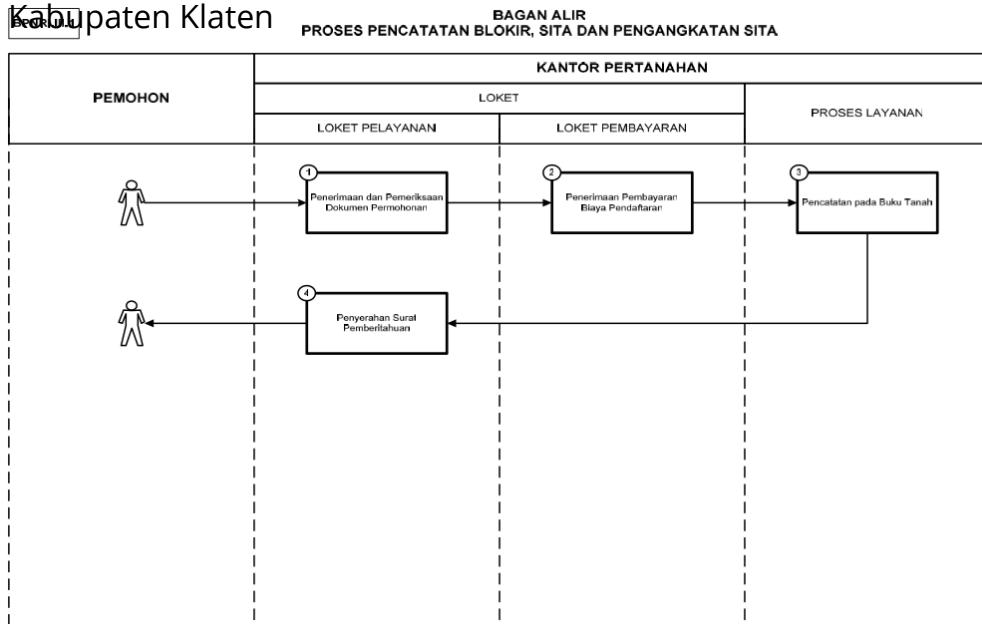 Kabupaten Klaten
BAGAN ALIR
PROSES PENCATATAN BLOKIR, SITA DAN PENGANGKATAN SITA
PEMOHON
KANTOR PERTANAHAN
LOKET
PROSES LAYANAN
LOKET PELAYANAN
LOKET PEMBAYARAN
1
Penerimaan dan Pemeriksaan
Dokumen Permohonan
2
Penerimaan Pembayaran
Biaya Pendaftaran
3
Pencatatan pada Buku Tanah
4
Penyerahan Surat
Pemberitahuan